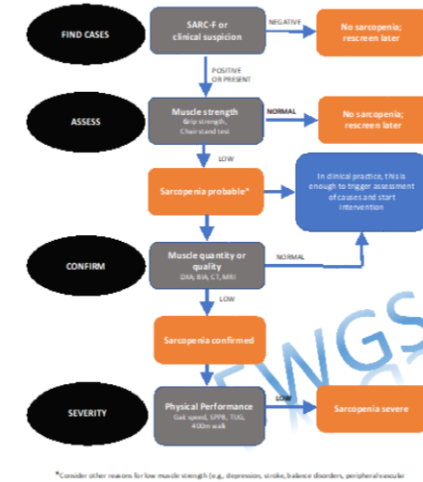 FIND CASES
SARC-F or
clinical suspicion
NEGATIVE
No sarcopenia;
rescreen later
POSITIVE
OR PRESENT
ASSESS
Muscle strength
Grip strength,
Chair stand test
NORMAL
No sarcopenia;
rescreen later
LOW
Sarcopenia probable*
In clinical practice, this is
enough to trigger assessment
of causes and start
intervention
CONFIRM
Muscle quantity or
quality
DXA, BIA, CT, MRI
NORMAL
LOW
Sarcopenia confirmed
EWGS
SEVERITY
Physical Performance
Gait speed, SPPB, TUG,
400m walk
LOW
Sarcopenia severe
*Consider other reasons for low muscle strength (e.g., depression, stroke, balance disorders, peripheral vascular